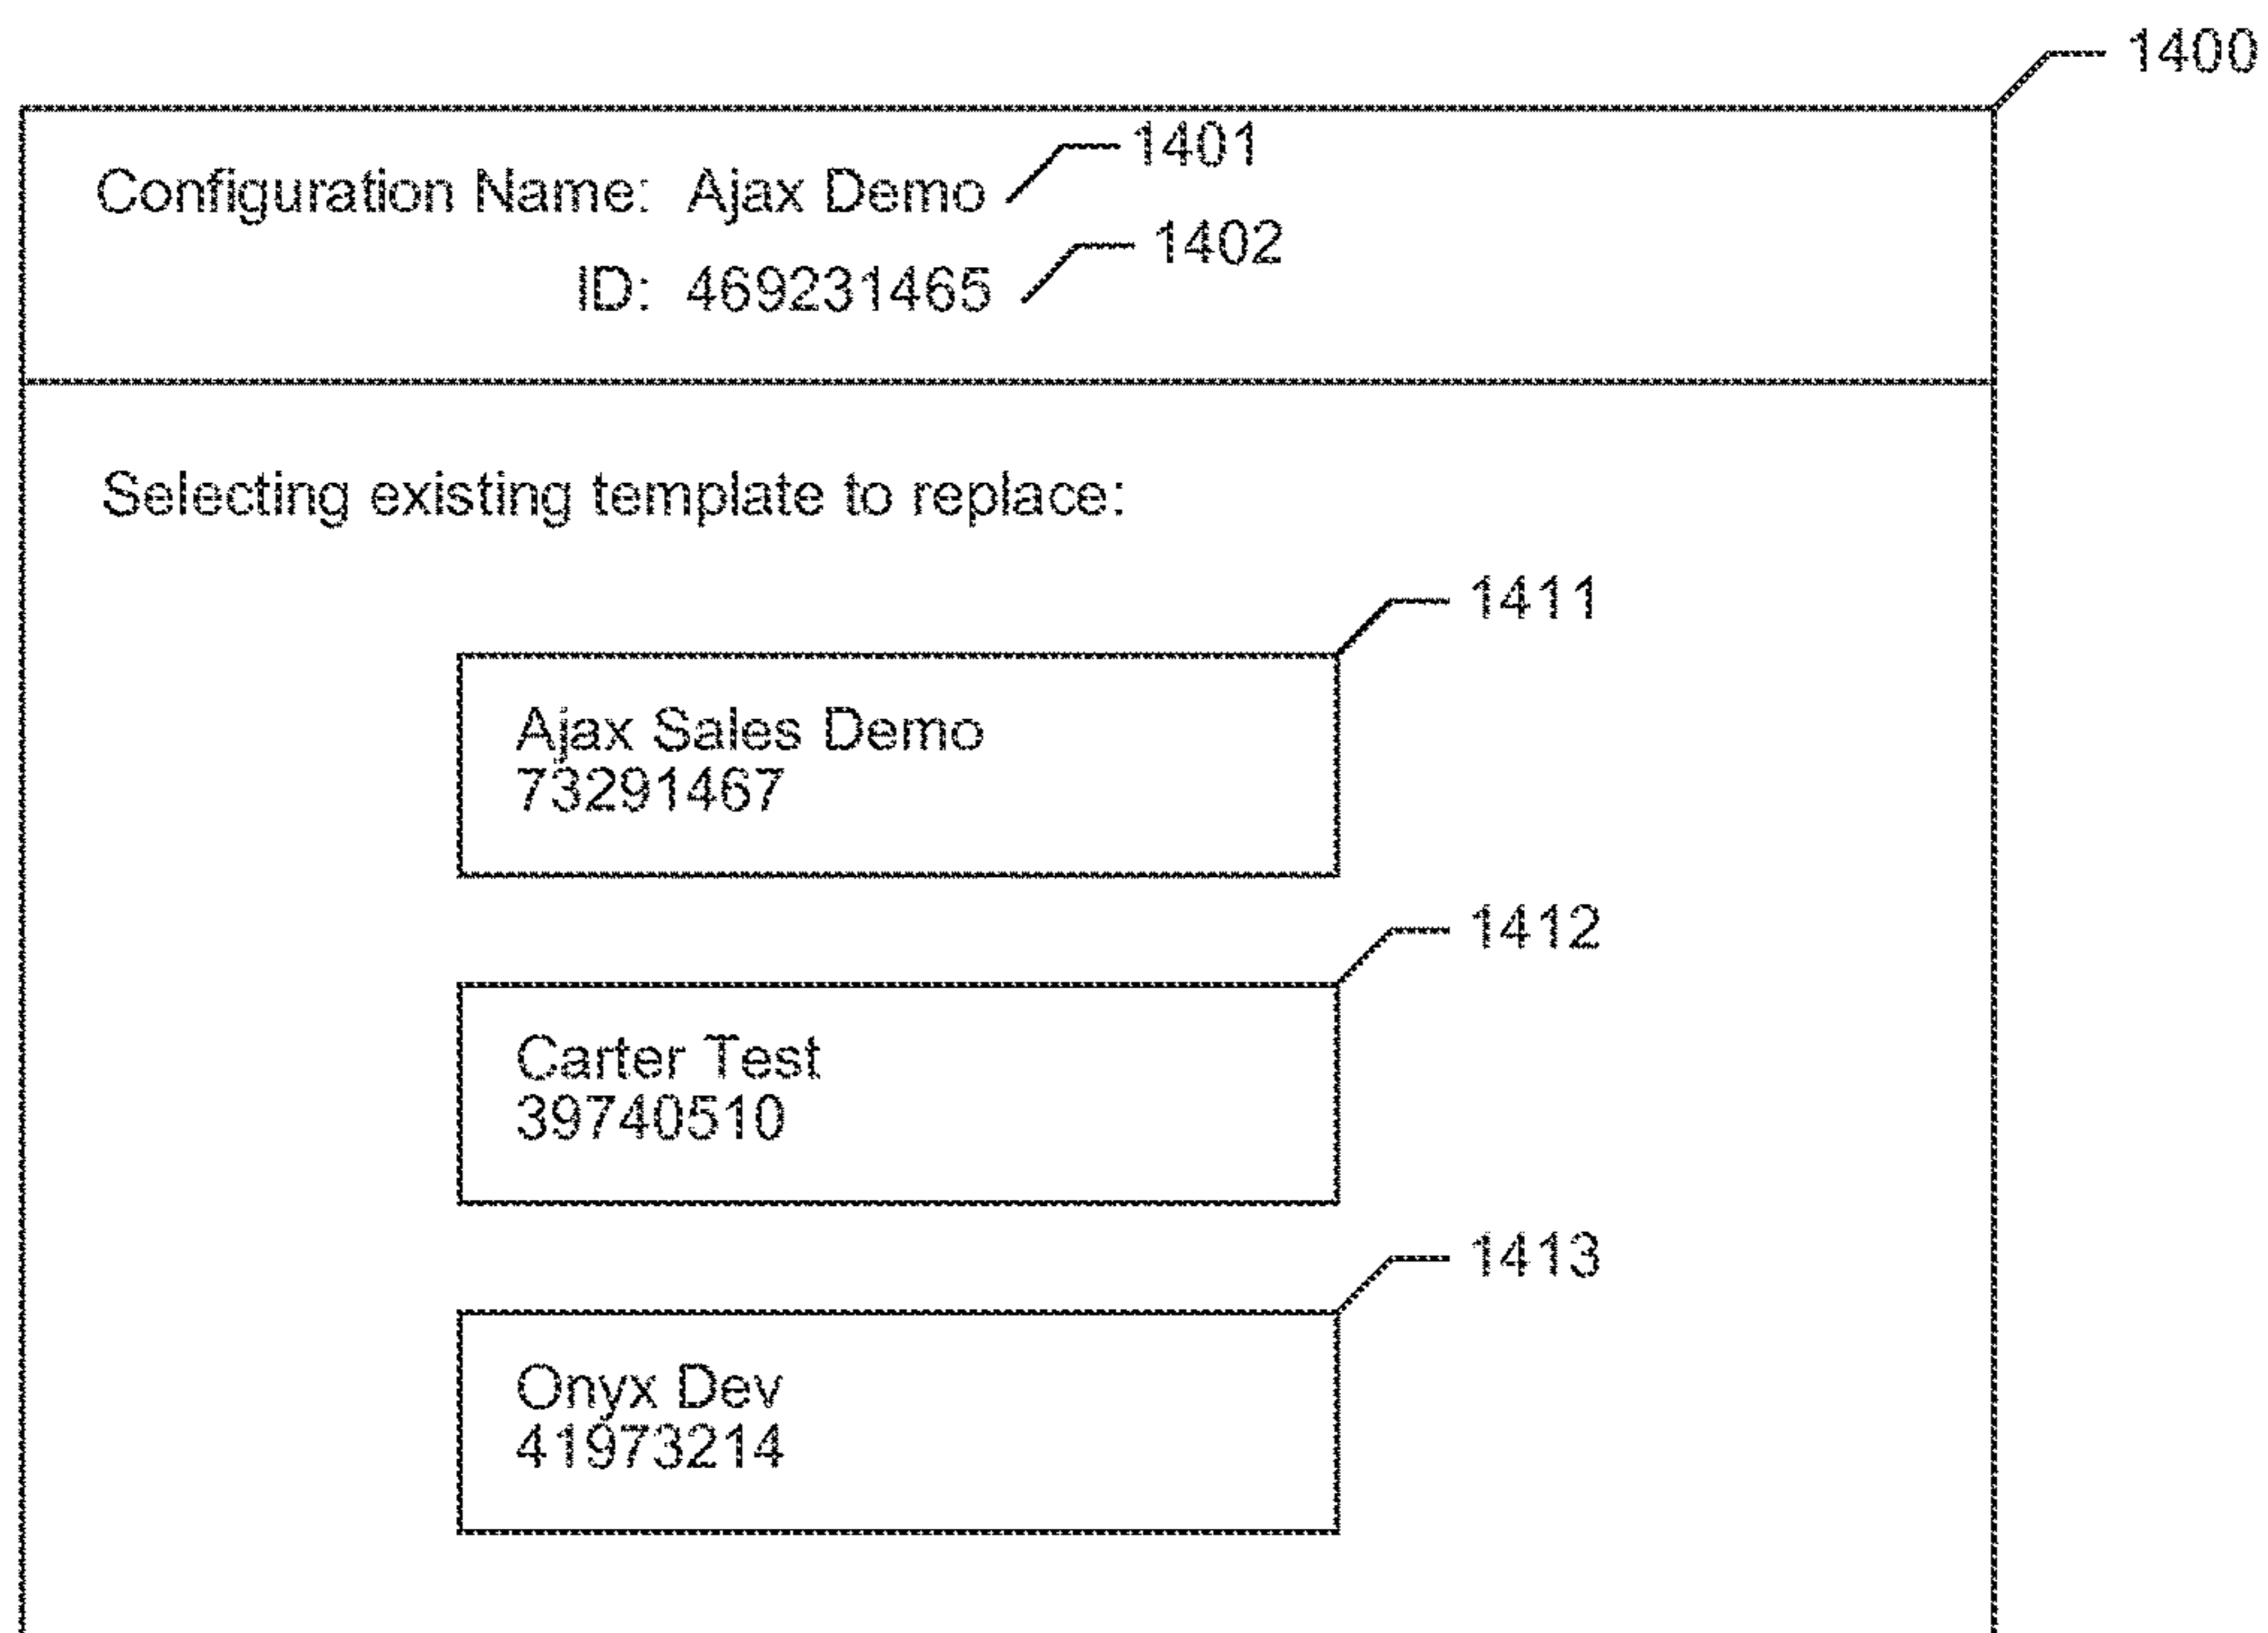 1400
1401
Configuration Name: Ajax Demo
1402
ID: 469231465
Selecting existing template to replace:
1411
Ajax Sales Demo
73291467
1412
Carter Test
39740510
1413
Onyx Dev
41973214